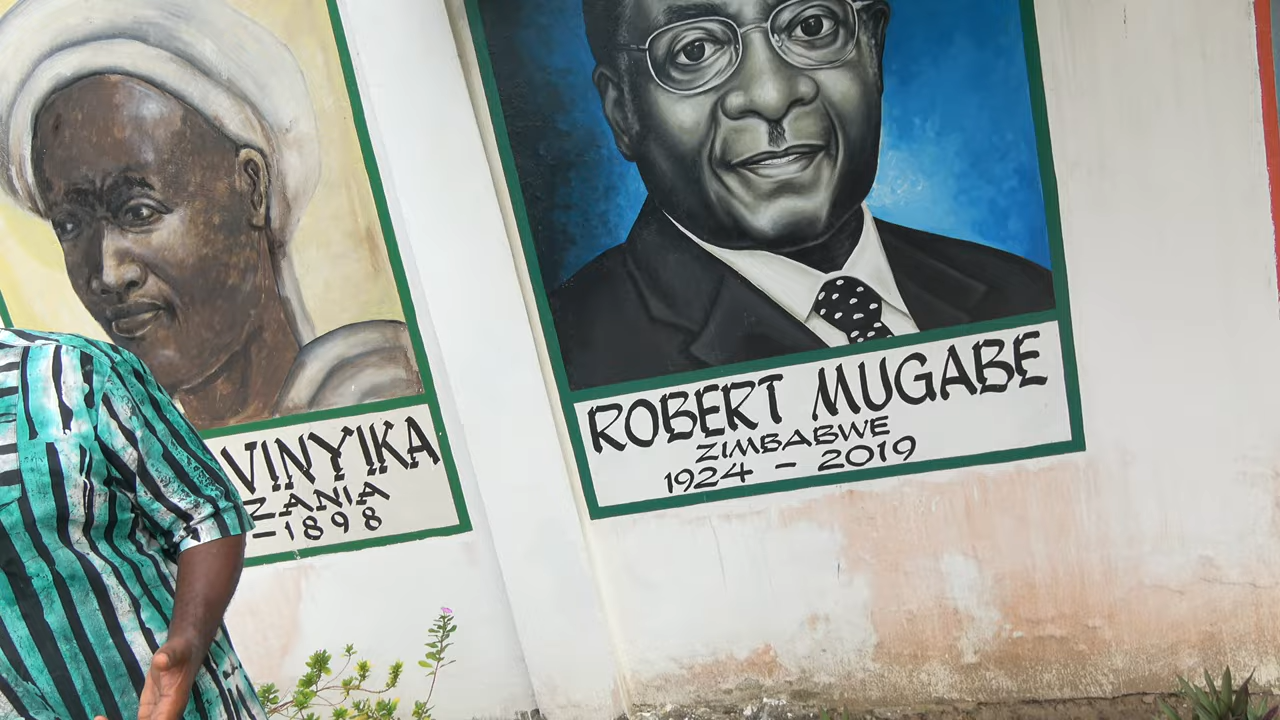 VINYIKA
ZANIA
-1898
ROBERT MUGABE
ZIMBABWE
1924 - 2019